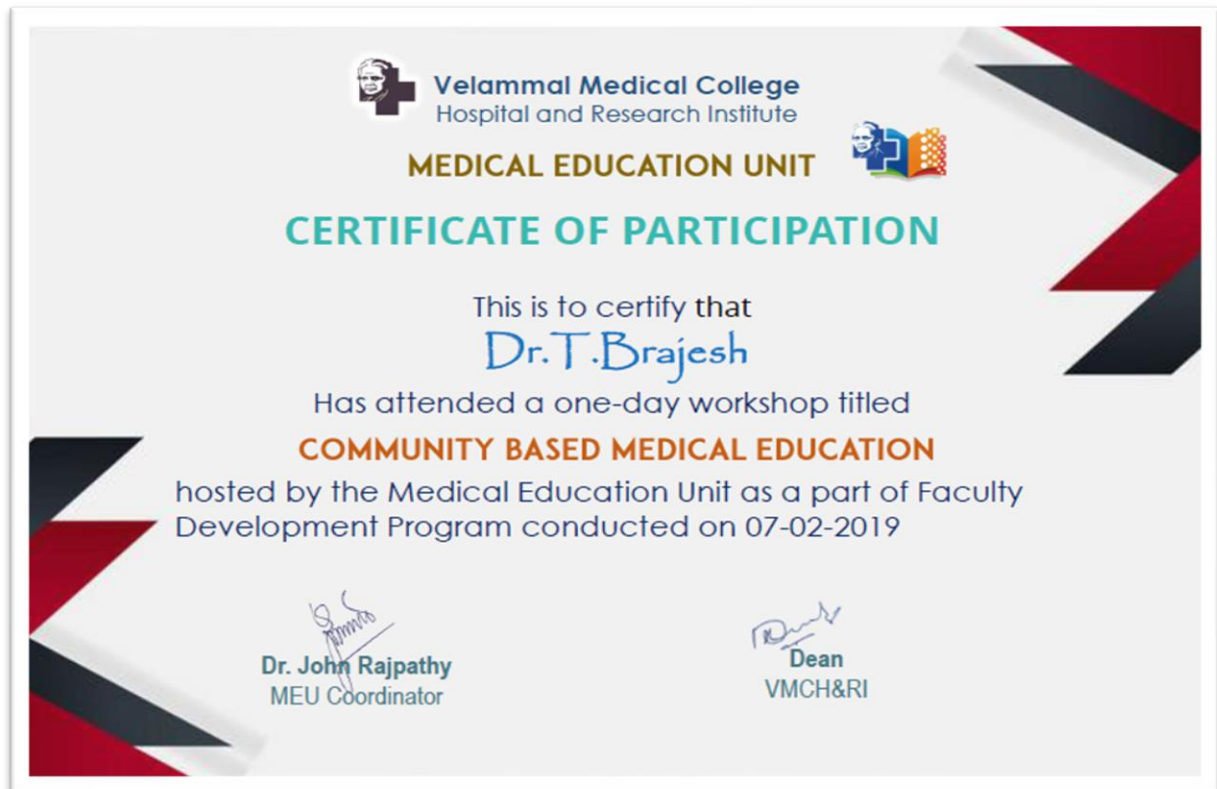 Velammal Medical College
Hospital and Research Institute
MEDICAL EDUCATION UNIT
CERTIFICATE OF PARTICIPATION
This is to certify that
Dr.T.Brajesh
Has attended a one-day workshop titled
COMMUNITY BASED MEDICAL EDUCATION
hosted by the Medical Education Unit as a part of Faculty
Development Program conducted on 07-02-2019
Dr. John Rajpathy
MEU Coordinator
Dean
VMCH&RI